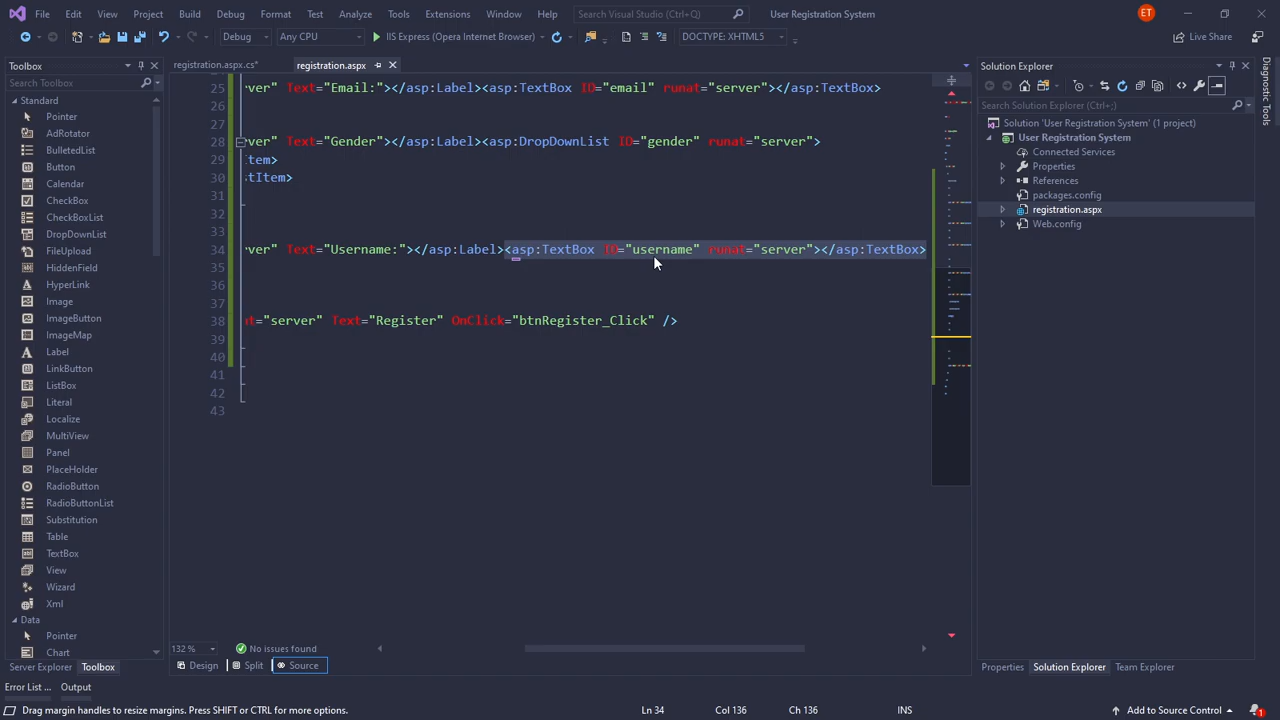 File Edit View Project Build Debug Format Test Analyze Tools Extensions Window Help Search Visual Studio User Registration System ET
Debug Any CPU IIS Express (Opera Internet Browser) DOCTYPE: XHTML5 Live Share
Toolbox
Search Toolbox
Standard
Pointer
AdRotator
BulletedList
Button
Calendar
CheckBox
CheckBoxList
DropDownList
FileUpload
HiddenField
HyperLink
Image
ImageButton
ImageMap
Label
LinkButton
ListBox
Literal
Localize
MultiView
Panel
PlaceHolder
RadioButton
RadioButtonList
Substitution
Table
TextBox
View
Wizard
Xml
Data
Pointer
Chart
Server Explorer Toolbox
registration.aspx.cs* registration.aspx
25 ver" Text="Email:"></asp:Label><asp:TextBox ID="email" runat="server"></asp:TextBox>
26
27
28 ver" Text="Gender"></asp:Label><asp:DropDownList ID="gender" runat="server">
29 Item>
30 tItem>
31
32
33
34 ver" Text="Username:"></asp:Label><asp:TextBox ID="username" runat="server"></asp:TextBox>
35
36
37
38 t="server" Text="Register" OnClick="btnRegister_Click" />
39
40
41
42
43
132 % No issues found
Design Split Source
Solution Explorer
Search Solution Explorer (Ctrl+;)
Solution 'User Registration System' (1 project)
User Registration System
Connected Services
Properties
References
packages.config
registration.aspx
Web.config
Properties Solution Explorer Team Explorer
Diagnostic Tools
Error List ... Output
Drag margin handles to resize margins. Press SHIFT or CTRL for more options. Ln 34 Col 136 Ch 136 INS Add to Source Control 1